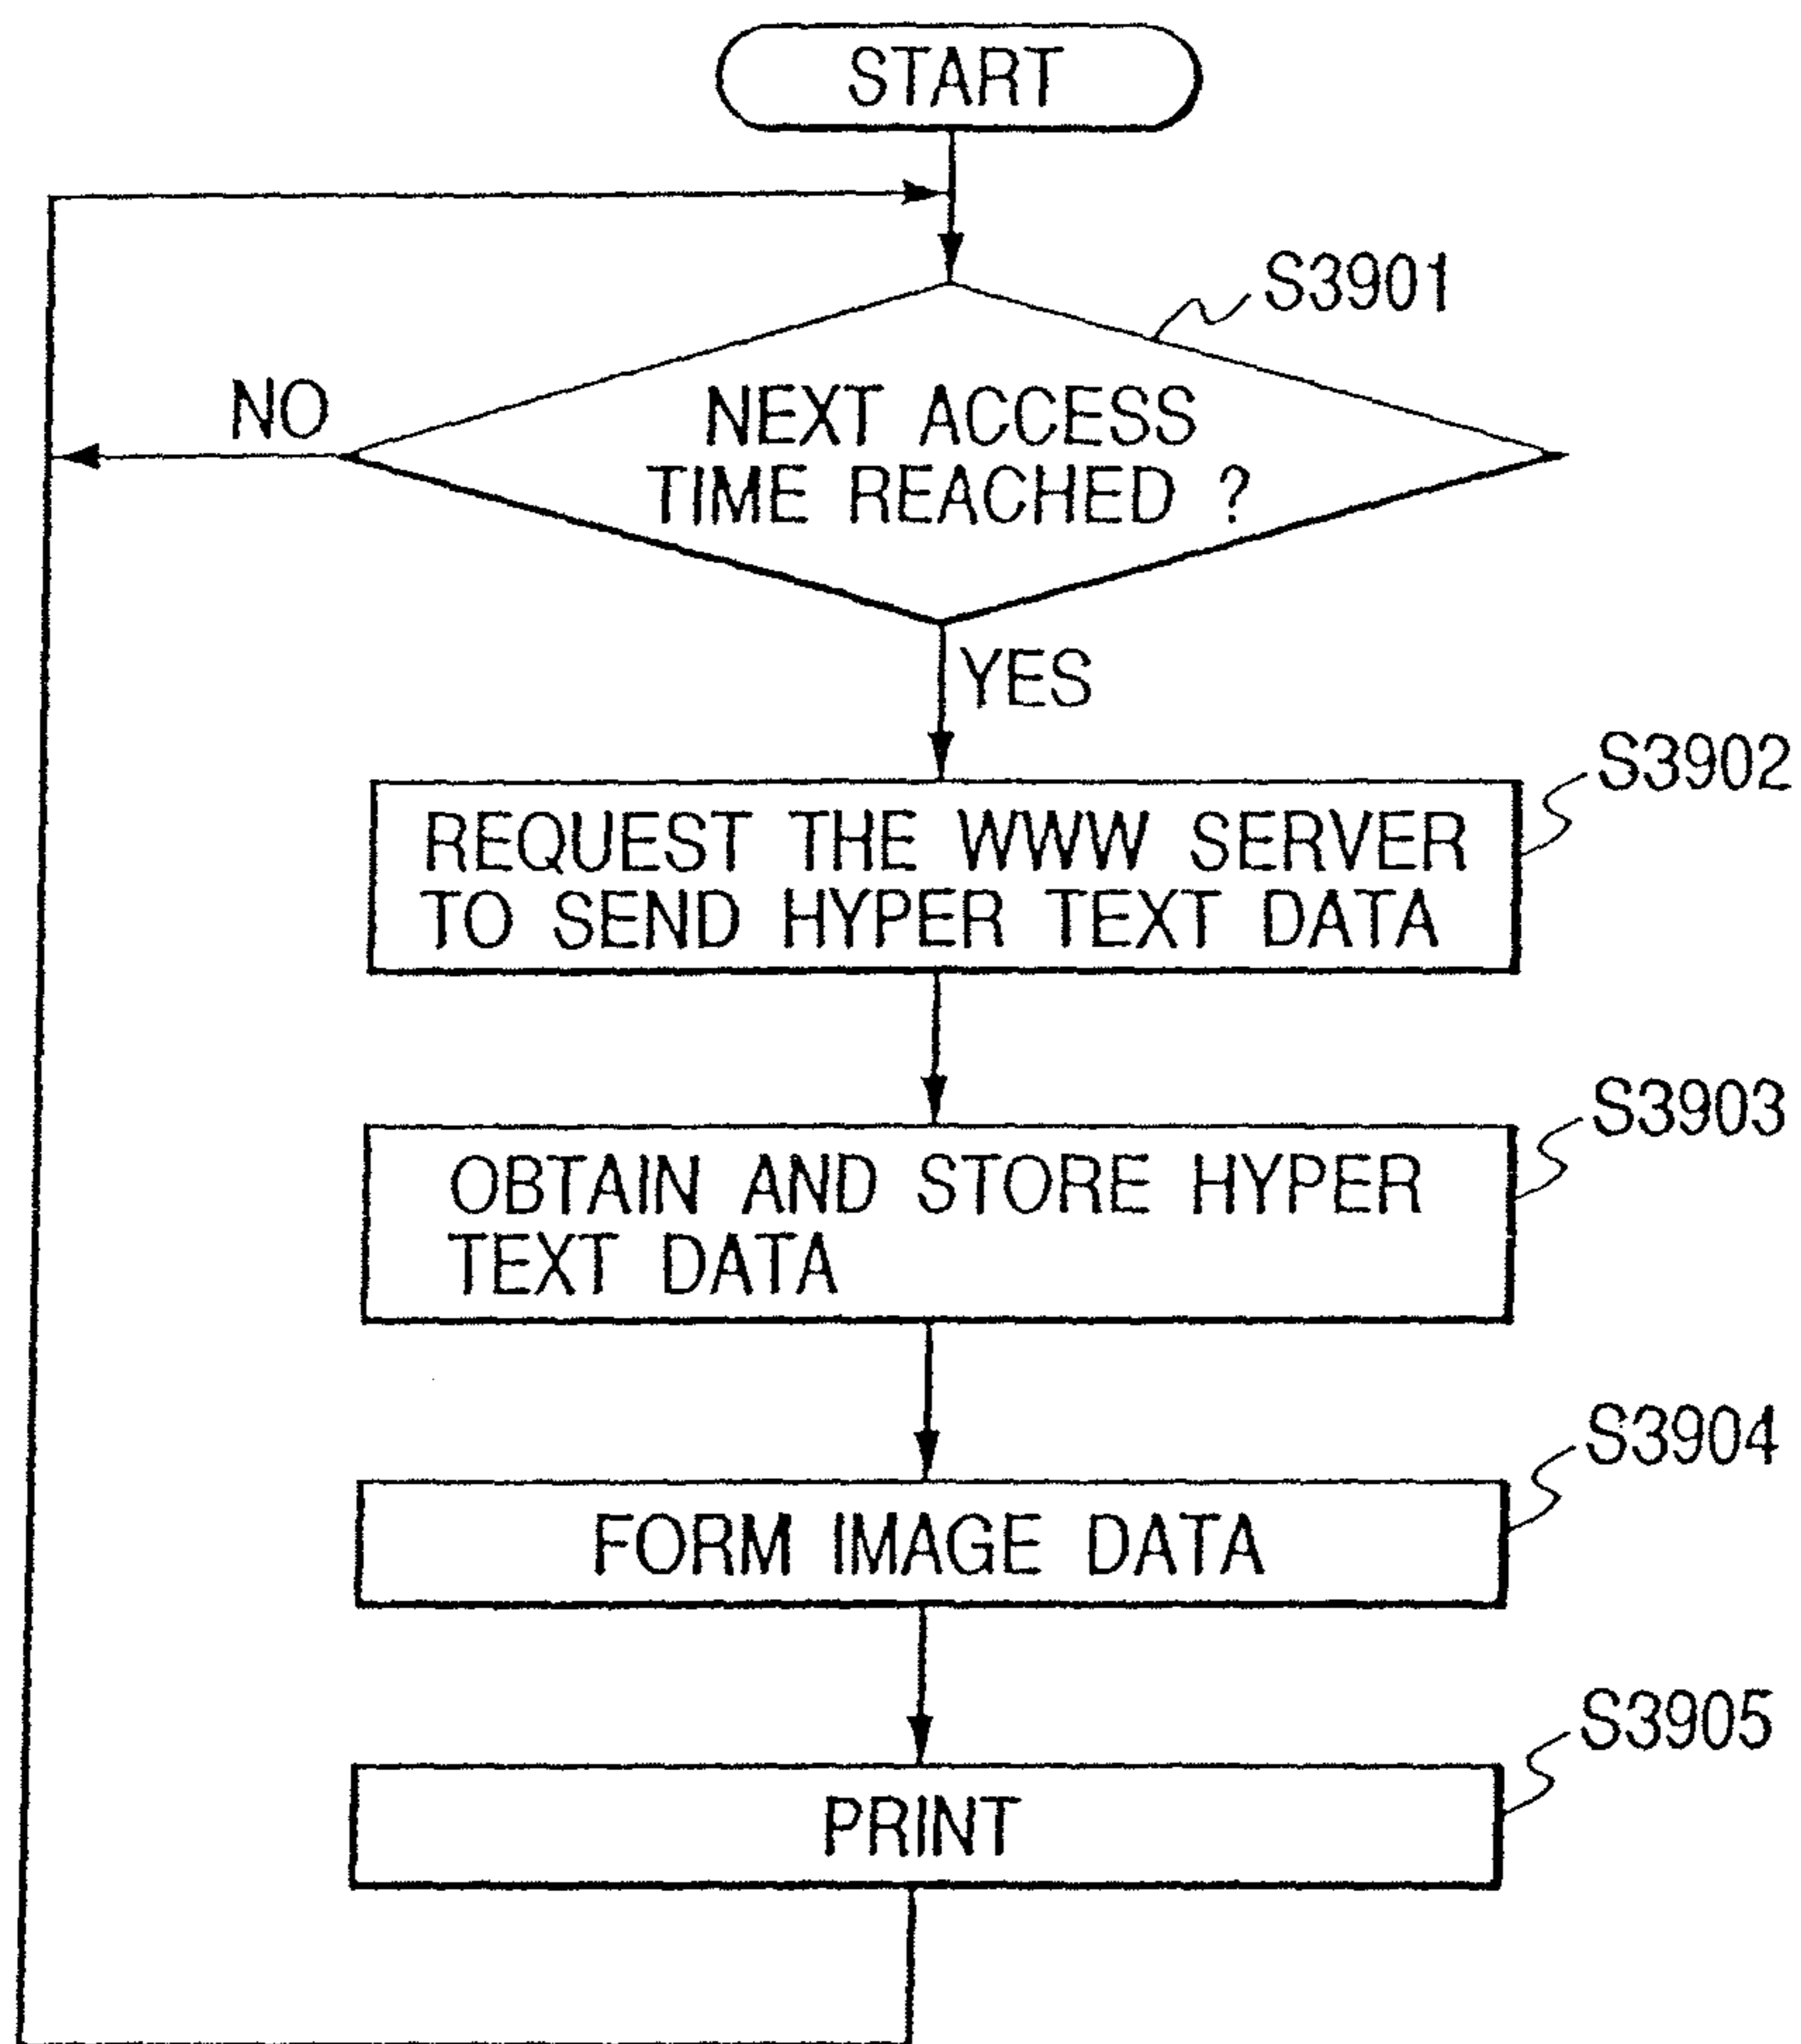 START
S3901
NO
NEXT ACCESS
TIME REACHED ?
YES
S3902
REQUEST THE WWW SERVER
TO SEND HYPER TEXT DATA
S3903
OBTAIN AND STORE HYPER
TEXT DATA
S3904
FORM IMAGE DATA
S3905
PRINT